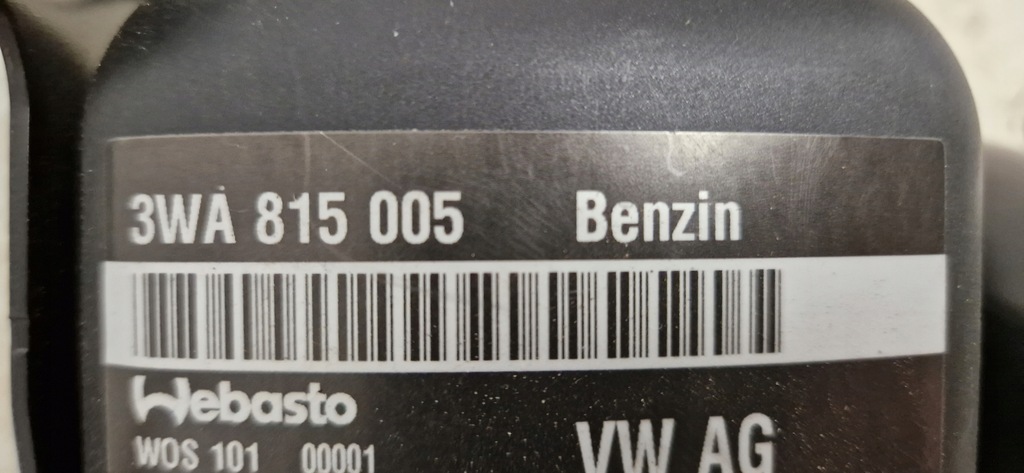 3WA 815 005 Benzin
Webasto
WOS 101 00001 VW AG